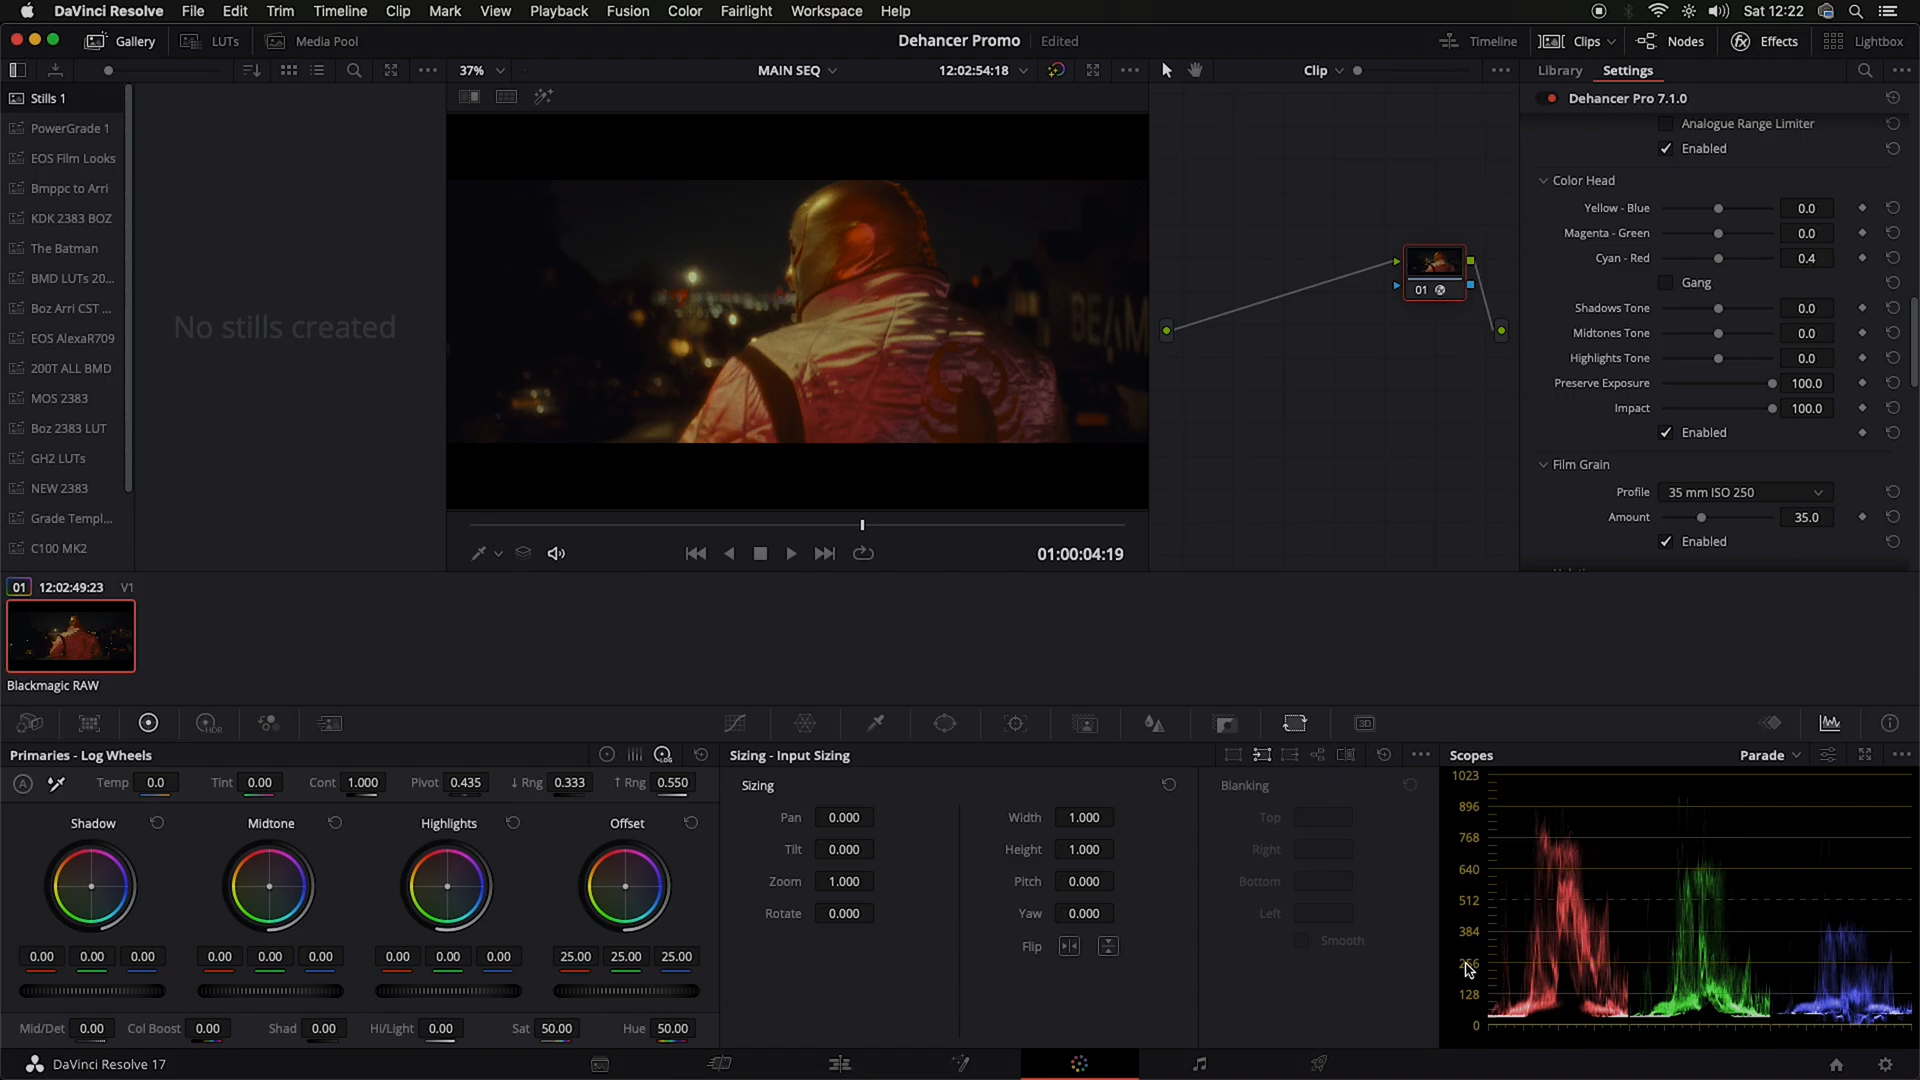 DaVinci Resolve File Edit Trim Timeline Clip Mark View Playback Fusion Color Fairlight Workspace Help Sat 12:22
Gallery LUTs Media Pool Dehancer Promo Edited Timeline Clips Nodes Effects Lightbox
37% MAIN SEQ 12:02:54:18 Clip Library Settings
Stills 1
PowerGrade 1
EOS Film Looks
Bmppc to Arri
KDK 2383 BOZ
The Batman
BMD LUTs 20...
Boz Arri CST ...
EOS AlexaR709
200T ALL BMD
MOS 2383
Boz 2383 LUT
GH2 LUTs
NEW 2383
Grade Templ...
C100 MK2
No stills created
BEAM
01:00:04:19
01
Dehancer Pro 7.1.0
Analogue Range Limiter
Enabled
Color Head
Yellow - Blue 0.0
Magenta - Green 0.0
Cyan - Red 0.4
Gang
Shadows Tone 0.0
Midtones Tone 0.0
Highlights Tone 0.0
Preserve Exposure 100.0
Impact 100.0
Enabled
Film Grain
Profile 35 mm ISO 250
Amount 35.0
Enabled
01 12:02:49:23 V1
Blackmagic RAW
HDR
3D
Primaries - Log Wheels LOG
Temp 0.0 Tint 0.00 Cont 1.000 Pivot 0.435 ↓ Rng 0.333 ↑ Rng 0.550
A
Shadow Midtone Highlights Offset
0.00 0.00 0.00 0.00 0.00 0.00 0.00 0.00 0.00 25.00 25.00 25.00
Mid/Det 0.00 Col Boost 0.00 Shad 0.00 Hi/Light 0.00 Sat 50.00 Hue 50.00
Sizing - Input Sizing
Sizing
Pan 0.000 Width 1.000
Tilt 0.000 Height 1.000
Zoom 1.000 Pitch 0.000
Rotate 0.000 Yaw 0.000
Flip
Blanking
Top
Right
Bottom
Left
Smooth
Scopes Parade
1023
896
768
640
512
384
256
128
0
DaVinci Resolve 17